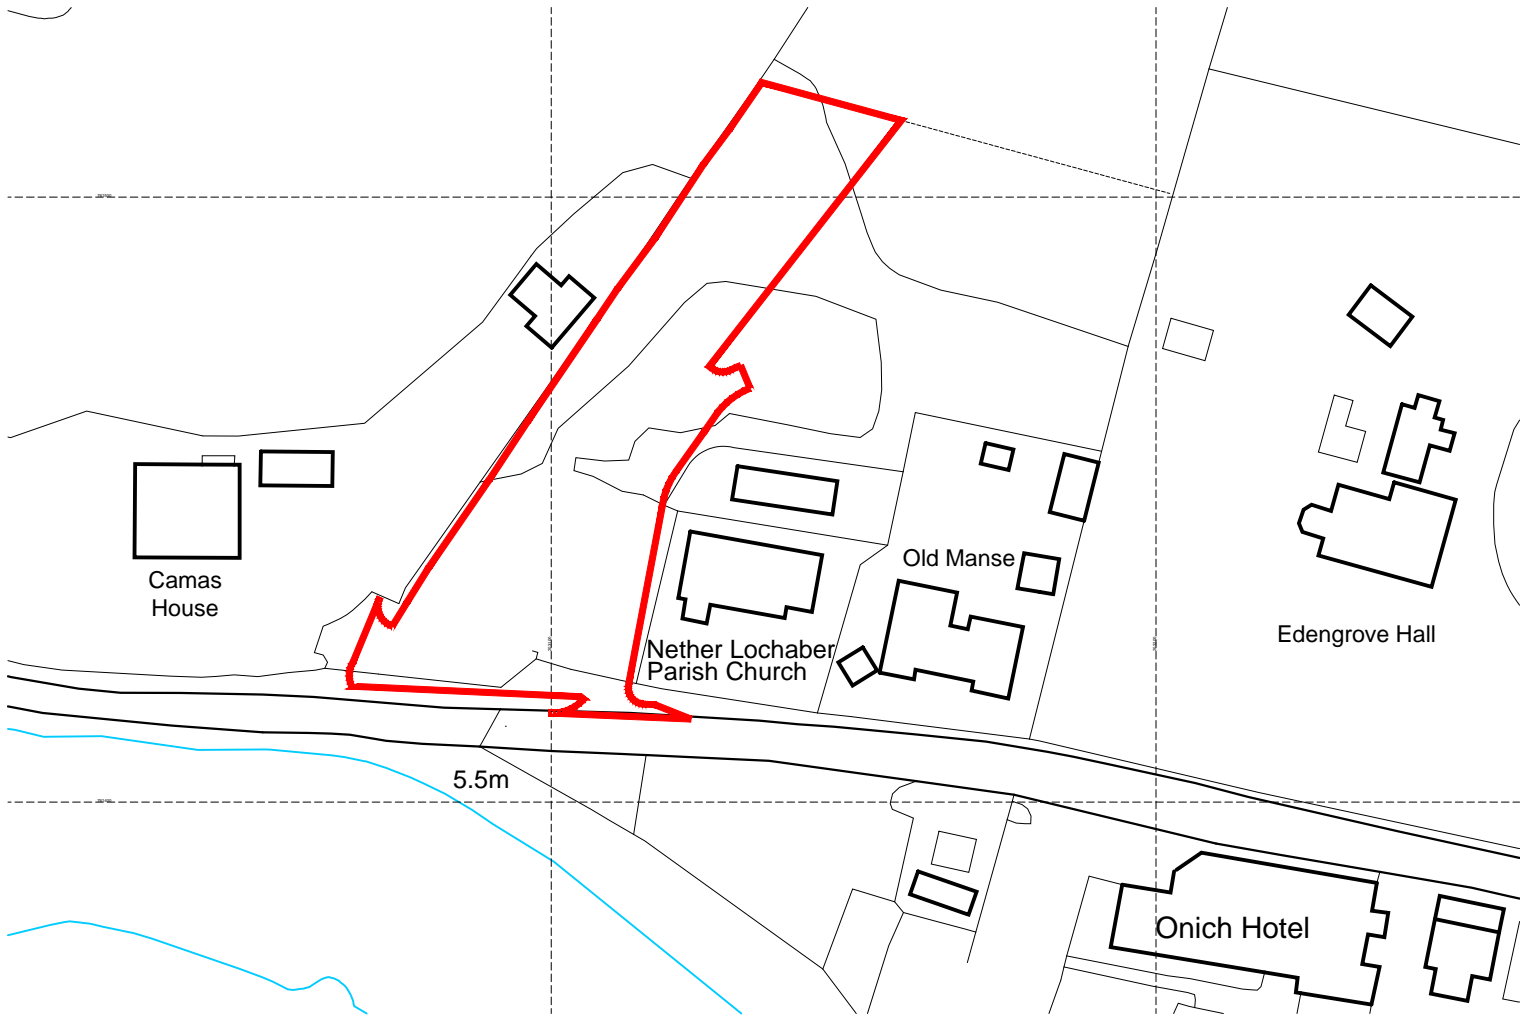 Camas
House
Old Manse
Nether Lochaber
Parish Church
Edengrove Hall
5.5m
Onich Hotel